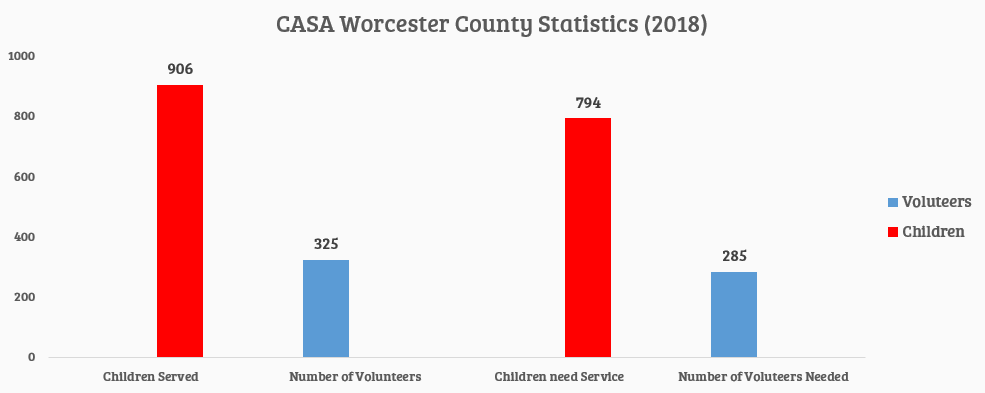 CASA Worcester County Statistics (2018)
1000
800
600
400
200
0
906
325
794
285
Children Served
Number of Volunteers
Children need Service
Number of Voluteers Needed
Voluteers
Children